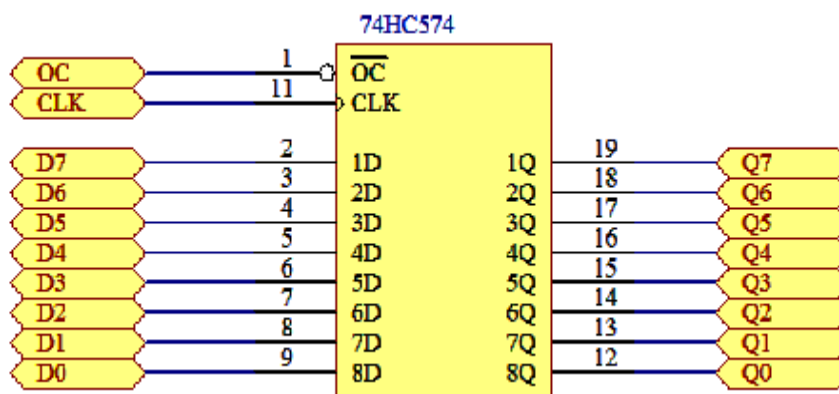 74HC574
OC 1 OC
CLK 11 CLK
D7 2 1D 1Q 19 Q7
D6 3 2D 2Q 18 Q6
D5 4 3D 3Q 17 Q5
D4 5 4D 4Q 16 Q4
D3 6 5D 5Q 15 Q3
D2 7 6D 6Q 14 Q2
D1 8 7D 7Q 13 Q1
D0 9 8D 8Q 12 Q0